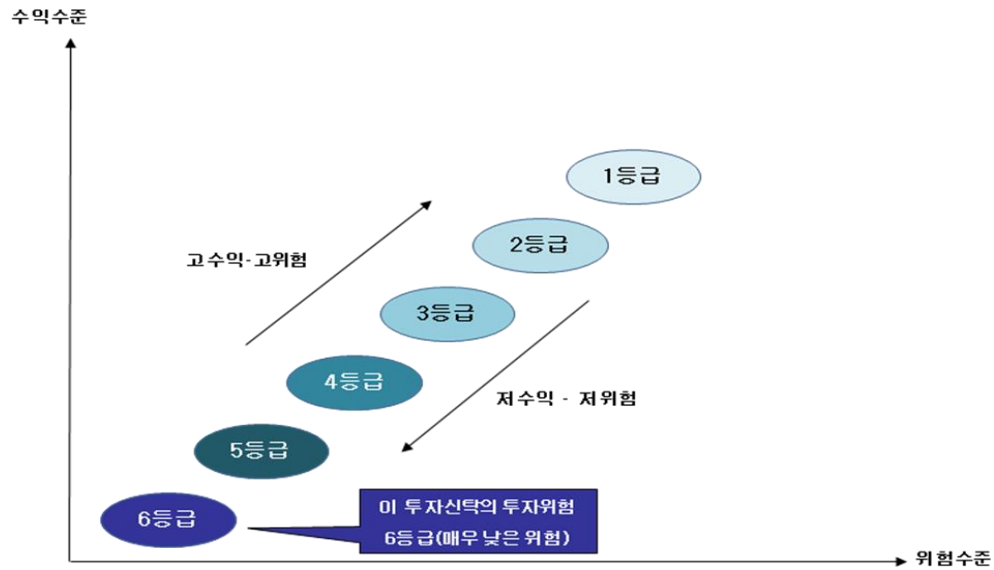 수익수준
1등급
2등급
고수익-고위험
3등급
4등급
저수익 - 저위험
5등급
이 투자신탁의 투자위험
6등급(매우 낮은 위험)
6등급
위험수준